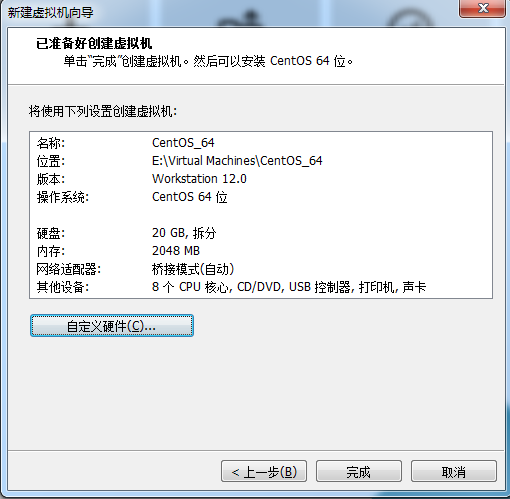 新建虚拟机向导
已准备好创建虚拟机
单击“完成”创建虚拟机。然后可以安装 CentOS 64 位。
将使用下列设置创建虚拟机:
名称: CentOS_64
位置: E:\Virtual Machines\CentOS_64
版本: Workstation 12.0
操作系统: CentOS 64 位
硬盘: 20 GB, 拆分
内存: 2048 MB
网络适配器: 桥接模式(自动)
其他设备: 8 个 CPU 核心, CD/DVD, USB 控制器, 打印机, 声卡
自定义硬件(C)...
< 上一步(B) 完成 取消